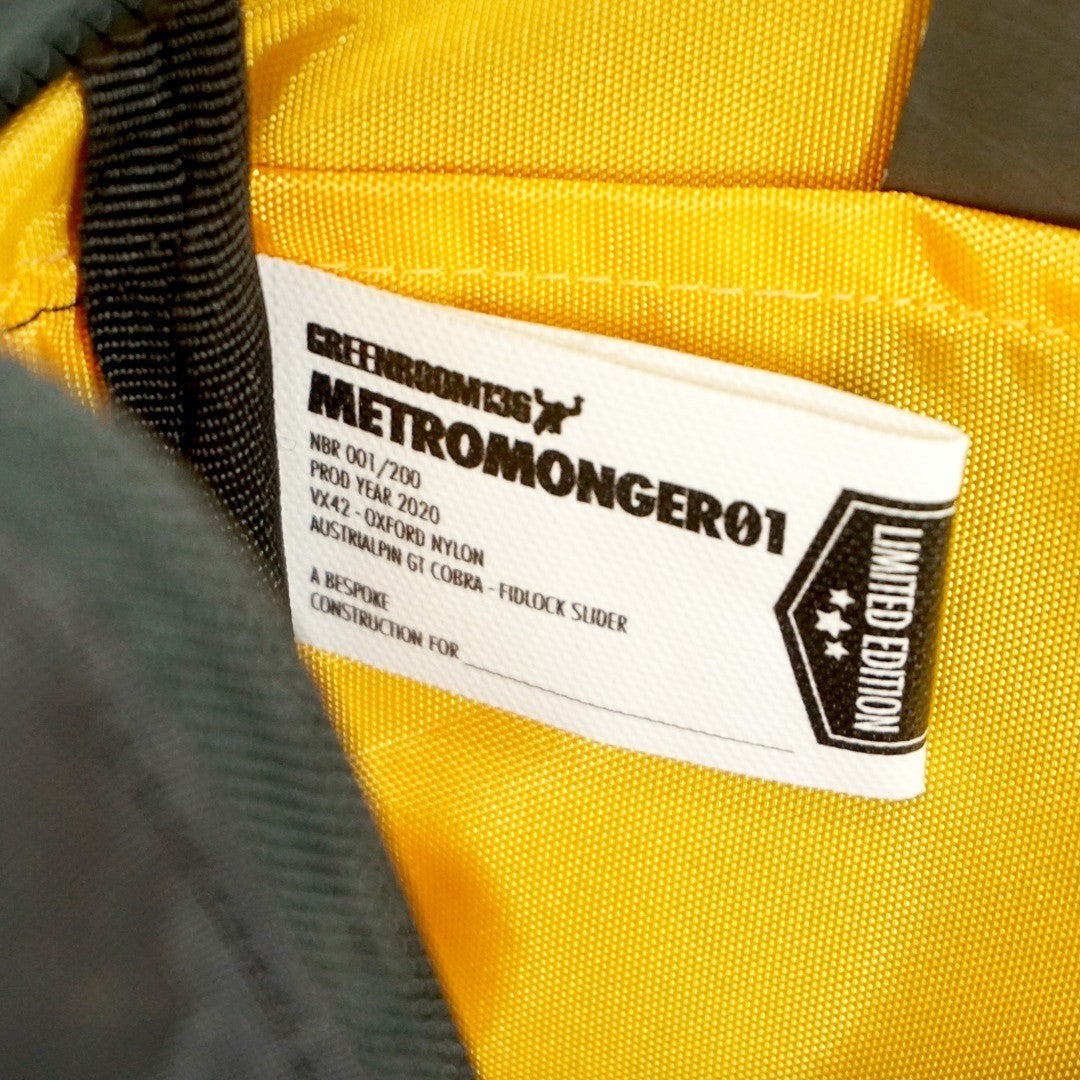 GREENROOM136
METROMONGER01
NBR 001/200
PROD YEAR 2020
VX42 - OXFORD NYLON
AUSTRIALPIN GT COBRA - FIDLOCK SLIDER
A BESPOKE
CONSTRUCTION FOR
LIMITED EDITION